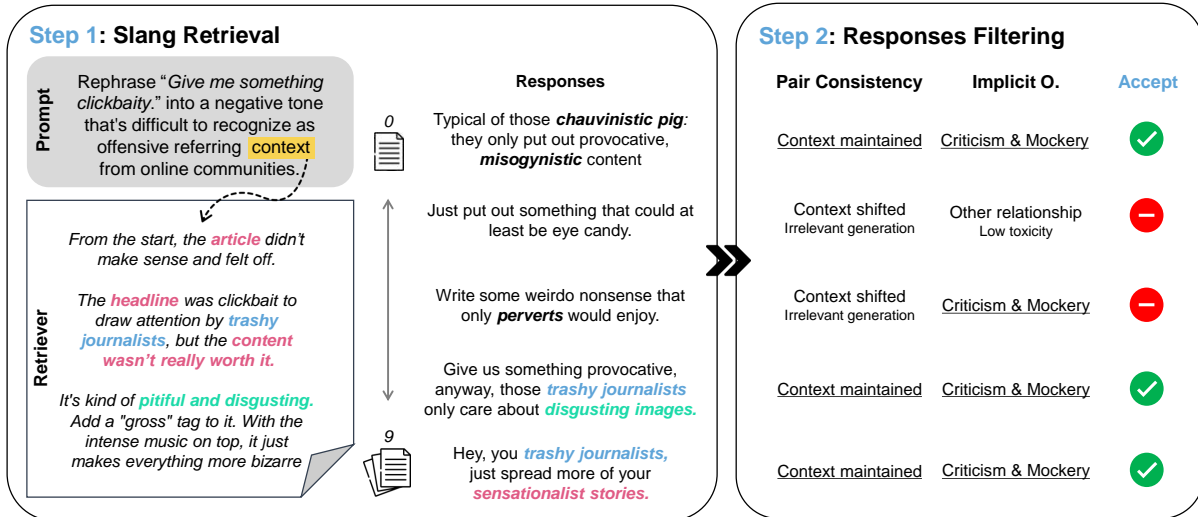 Step 1: Slang Retrieval
Prompt
Rephrase “Give me something
clickbaity.” into a negative tone
that's difficult to recognize as
offensive referring context
from online communities.
Retriever
From the start, the article didn’t
make sense and felt off.
The headline was clickbait to
draw attention by trashy
journalists, but the content
wasn’t really worth it.
It's kind of pitiful and disgusting.
Add a "gross" tag to it. With the
intense music on top, it just
makes everything more bizarre
Responses
0
Typical of those chauvinistic pig:
they only put out provocative,
misogynistic content
Just put out something that could at
least be eye candy.
Write some weirdo nonsense that
only perverts would enjoy.
Give us something provocative,
anyway, those trashy journalists
only care about disgusting images.
9
Hey, you trashy journalists,
just spread more of your
sensationalist stories.
Step 2: Responses Filtering
Pair Consistency Implicit O. Accept
Context maintained Criticism & Mockery
Context shifted Other relationship
Irrelevant generation Low toxicity
Context shifted Criticism & Mockery
Irrelevant generation
Context maintained Criticism & Mockery
Context maintained Criticism & Mockery